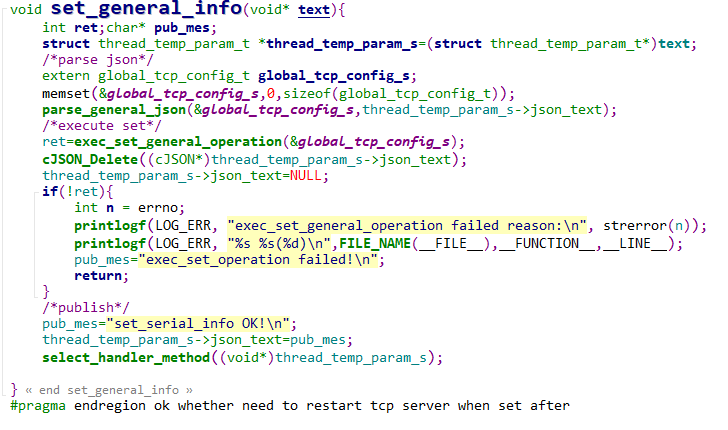 void set_general_info(void* text){
int ret;char* pub_mes;
struct thread_temp_param_t *thread_temp_param_s=(struct thread_temp_param_t*)text;
/*parse json*/
extern global_tcp_config_t global_tcp_config_s;
memset(&global_tcp_config_s,0,sizeof(global_tcp_config_t));
parse_general_json(&global_tcp_config_s,thread_temp_param_s->json_text);
/*execute set*/
ret=exec_set_general_operation(&global_tcp_config_s);
cJSON_Delete((cJSON*)thread_temp_param_s->json_text);
thread_temp_param_s->json_text=NULL;
if(!ret){
int n = errno;
printlogf(LOG_ERR, "exec_set_general_operation failed reason:\n", strerror(n));
printlogf(LOG_ERR, "%s %s(%d)\n",FILE_NAME(__FILE__),__FUNCTION__,__LINE__);
pub_mes="exec_set_operation failed!\n";
return;
}
/*publish*/
pub_mes="set_serial_info OK!\n";
thread_temp_param_s->json_text=pub_mes;
select_handler_method((void*)thread_temp_param_s);
} « end set_general_info »
#pragma endregion ok whether need to restart tcp server when set after